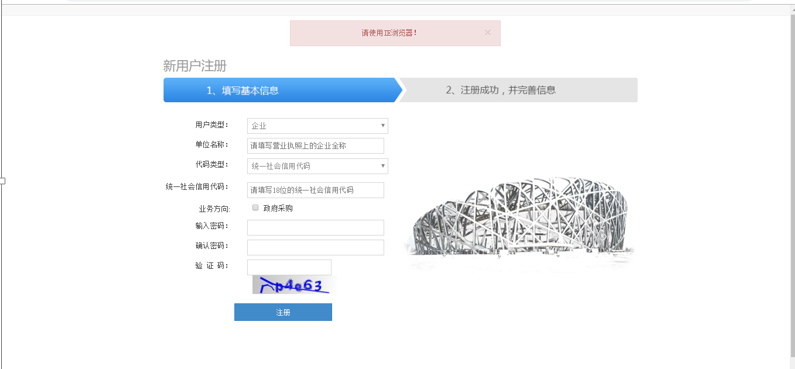 请使用IE浏览器！
新用户注册
1、填写基本信息
2、注册成功，并完善信息
用户类型： 企业
单位名称： 请填写营业执照上的企业全称
代码类型： 统一社会信用代码
统一社会信用代码： 请填写18位的统一社会信用代码
业务方向: 政府采购
输入密码：
确认密码：
验 证 码：
p4e63
注册